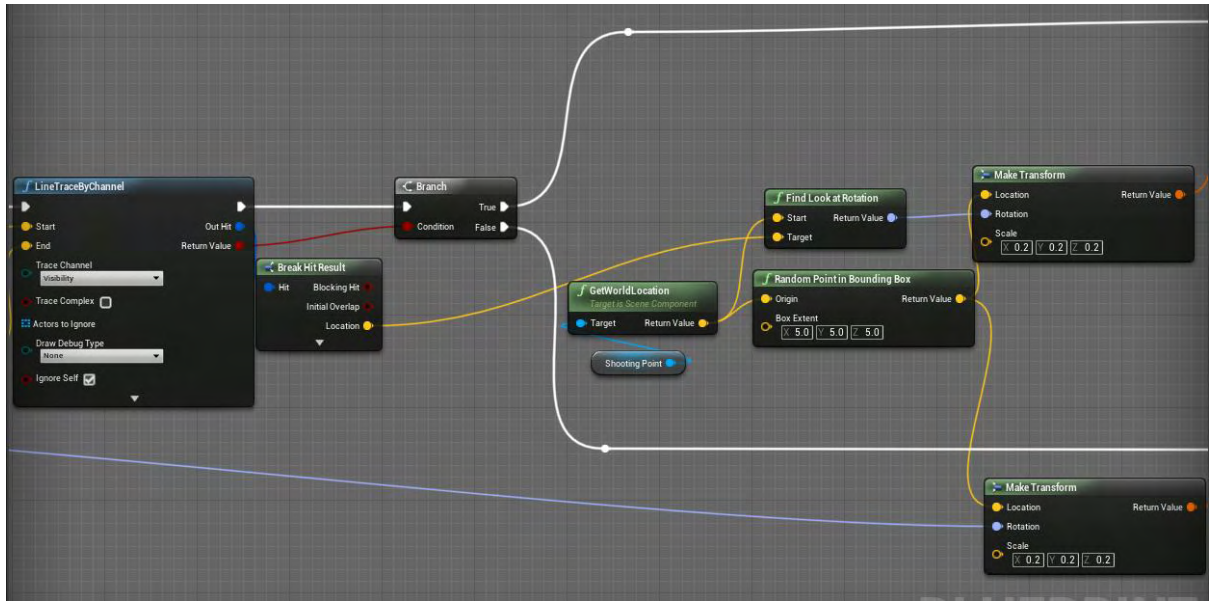 LineTraceByChannel
Start
Out Hit
End
Return Value
Trace Channel
Visibility
Trace Complex
Actors to Ignore
Draw Debug Type
None
Ignore Self
Break Hit Result
Hit
Blocking Hit
Initial Overlap
Location
Branch
True
Condition
False
GetWorldLocation
Target is Scene Component
Target
Return Value
Shooting Point
Find Look at Rotation
Start
Return Value
Target
Random Point in Bounding Box
Origin
Return Value
Box Extent
X 5.0 Y 5.0 Z 5.0
Make Transform
Location
Return Value
Rotation
Scale
X 0.2 Y 0.2 Z 0.2
Make Transform
Location
Return Value
Rotation
Scale
X 0.2 Y 0.2 Z 0.2